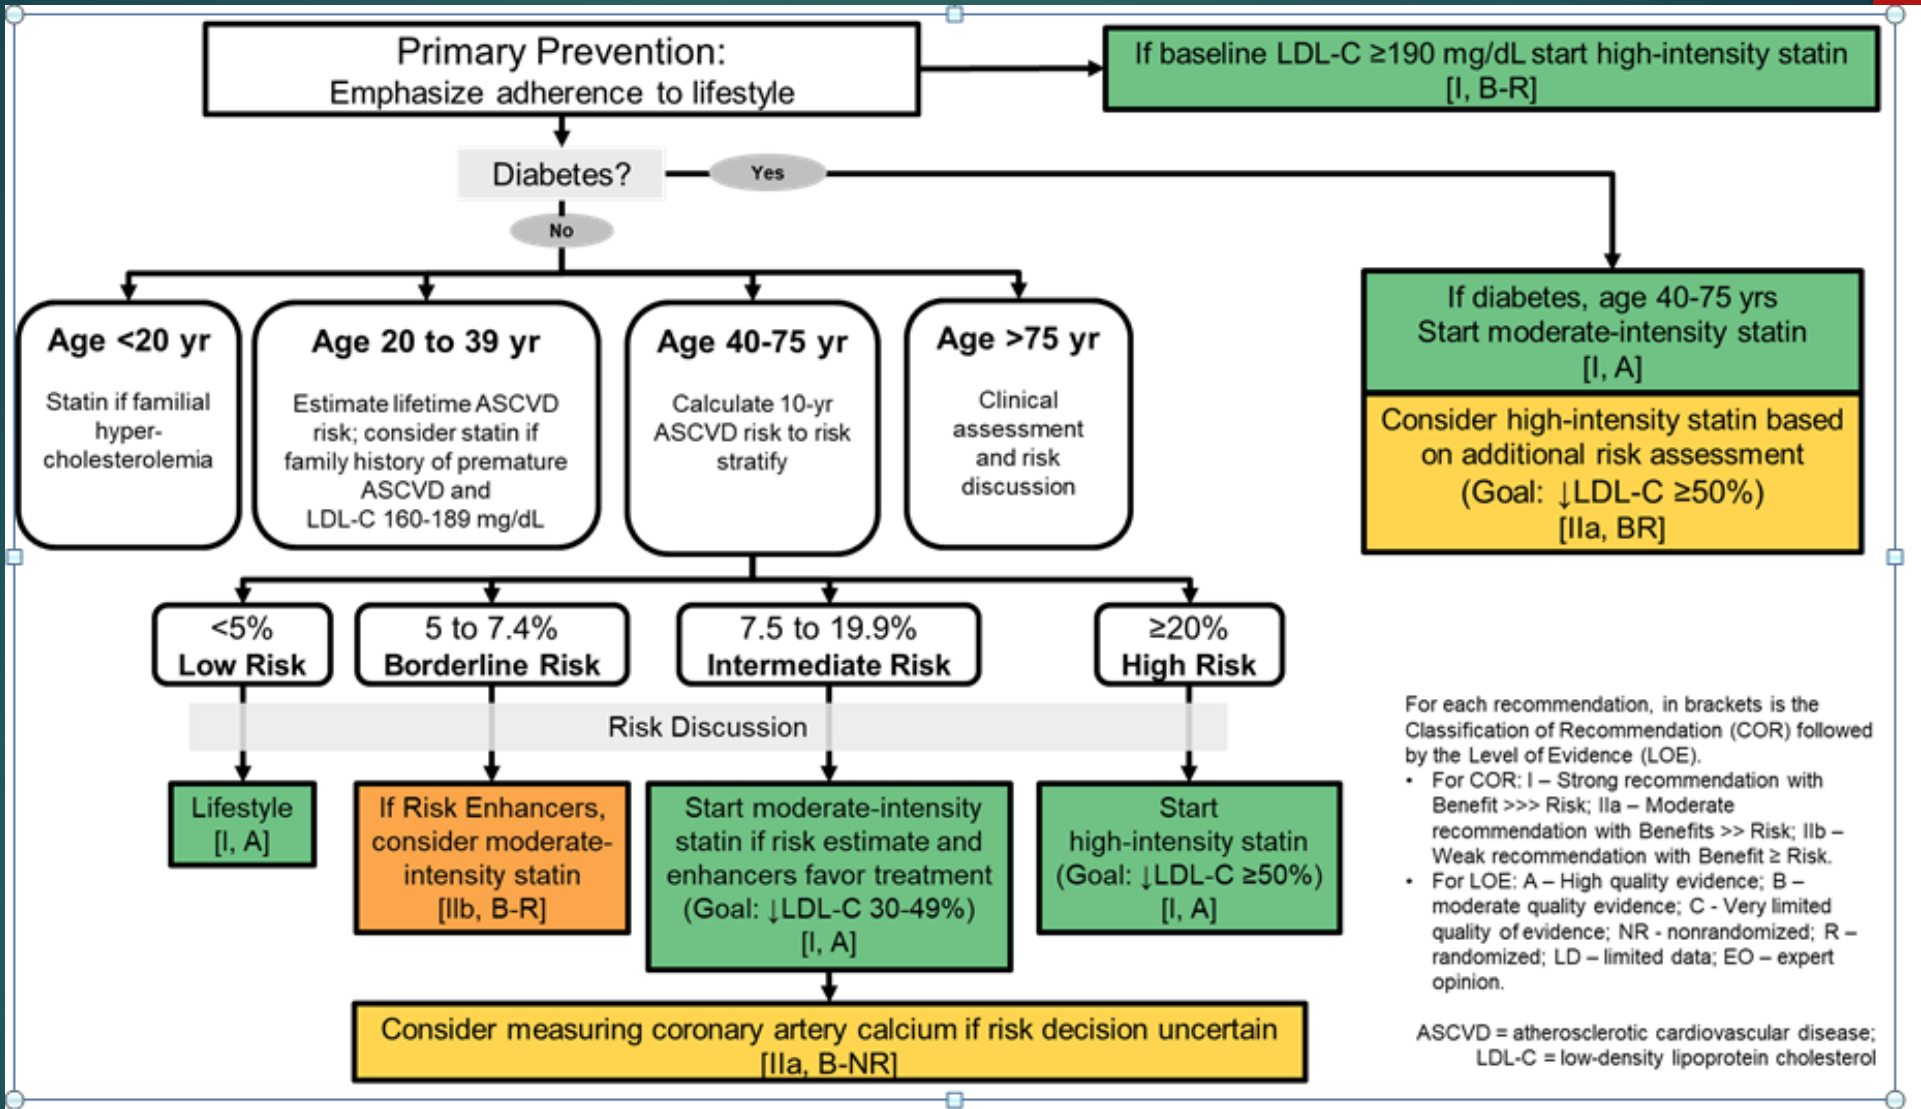 Primary Prevention:
Emphasize adherence to lifestyle
If baseline LDL-C ≥190 mg/dL start high-intensity statin
[I, B-R]
Diabetes?
Yes
No
Age <20 yr
Statin if familial
hyper-
cholesterolemia
Age 20 to 39 yr
Estimate lifetime ASCVD
risk; consider statin if
family history of premature
ASCVD and
LDL-C 160-189 mg/dL
Age 40-75 yr
Calculate 10-yr
ASCVD risk to risk
stratify
Age >75 yr
Clinical
assessment
and risk
discussion
If diabetes, age 40-75 yrs
Start moderate-intensity statin
[I, A]
Consider high-intensity statin based
on additional risk assessment
(Goal: ↓LDL-C ≥50%)
[IIa, BR]
<5%
Low Risk
5 to 7.4%
Borderline Risk
7.5 to 19.9%
Intermediate Risk
≥20%
High Risk
Risk Discussion
Lifestyle
[I, A]
If Risk Enhancers,
consider moderate-
intensity statin
[IIb, B-R]
Start moderate-intensity
statin if risk estimate and
enhancers favor treatment
(Goal: ↓LDL-C 30-49%)
[I, A]
Start
high-intensity statin
(Goal: ↓LDL-C ≥50%)
[I, A]
Consider measuring coronary artery calcium if risk decision uncertain
[IIa, B-NR]
For each recommendation, in brackets is the
Classification of Recommendation (COR) followed
by the Level of Evidence (LOE).
• For COR: I – Strong recommendation with
Benefit >>> Risk; IIa – Moderate
recommendation with Benefits >> Risk; IIb –
Weak recommendation with Benefit ≥ Risk.
• For LOE: A – High quality evidence; B –
moderate quality evidence; C - Very limited
quality of evidence; NR - nonrandomized; R –
randomized; LD – limited data; EO – expert
opinion.
ASCVD = atherosclerotic cardiovascular disease;
LDL-C = low-density lipoprotein cholesterol